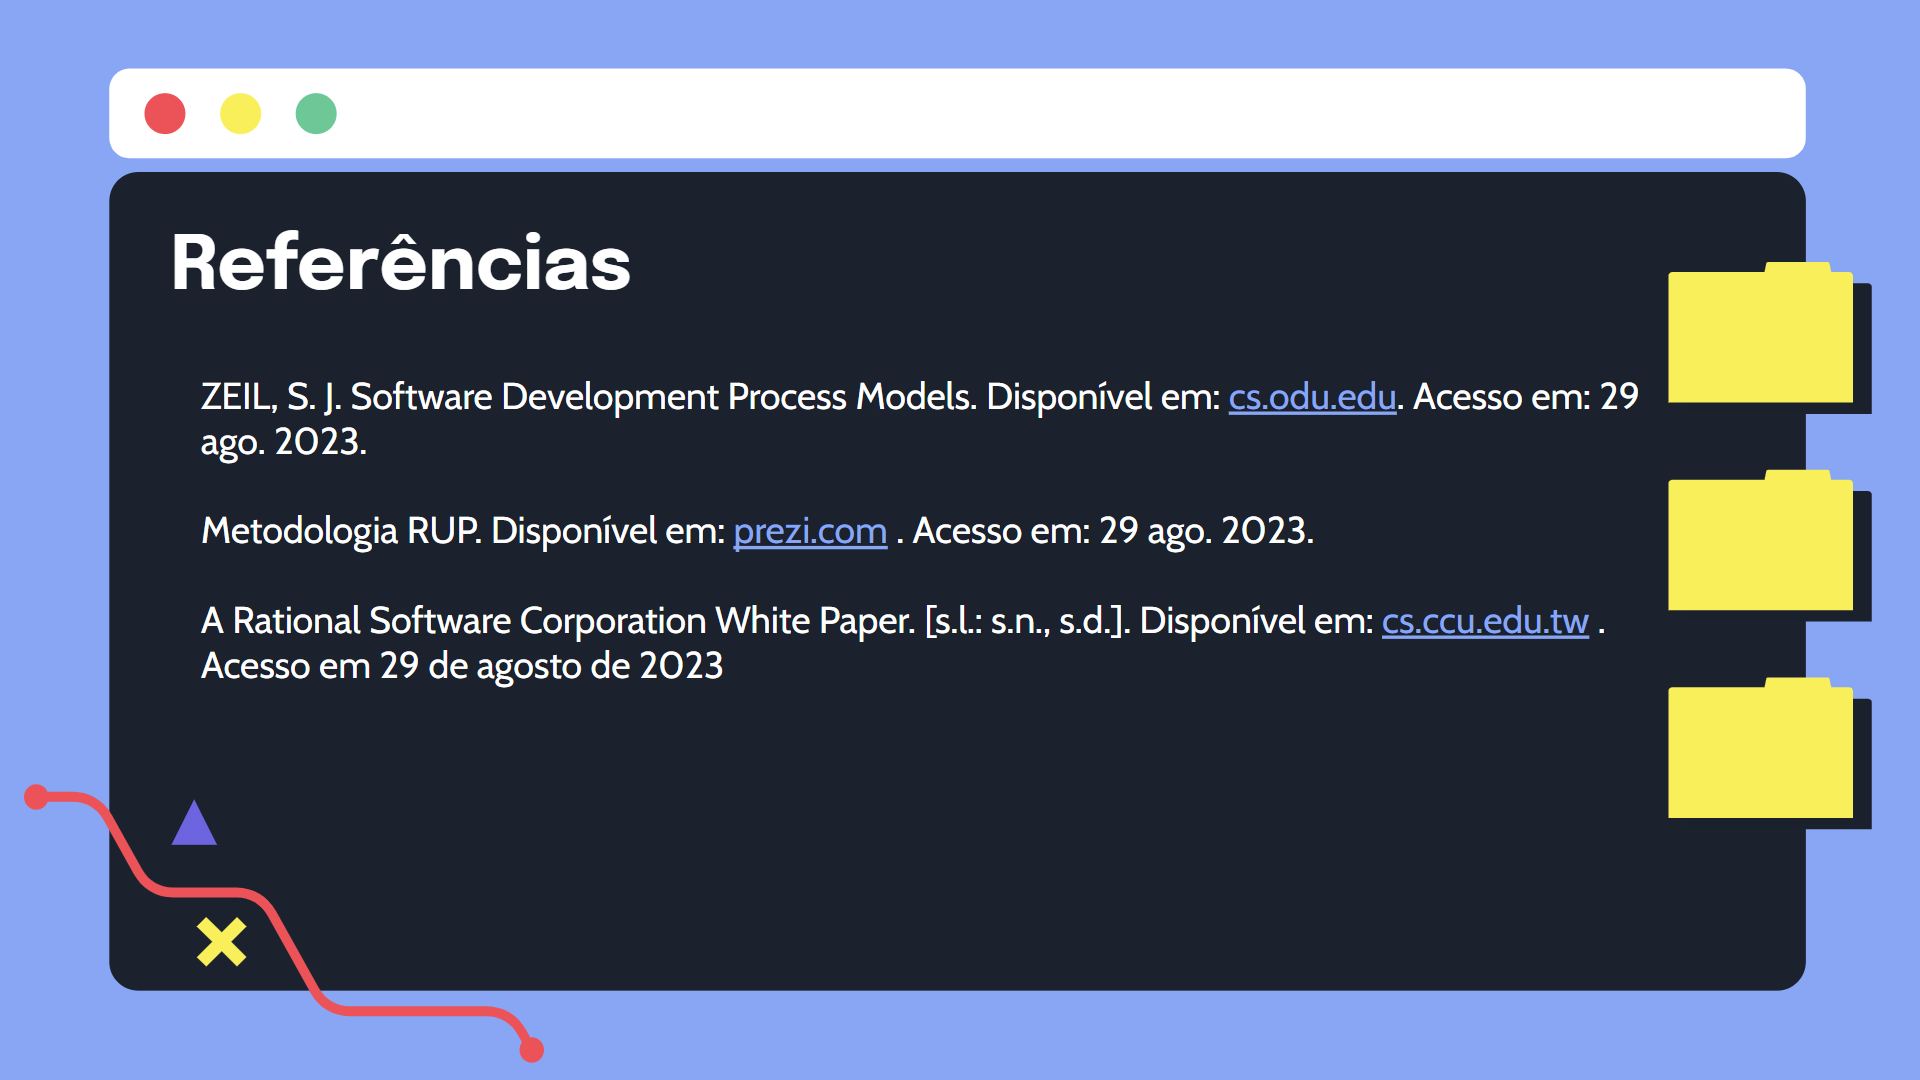 Referências
ZEIL, S. J. Software Development Process Models. Disponível em: cs.odu.edu. Acesso em: 29
ago. 2023.
Metodologia RUP. Disponível em: prezi.com . Acesso em: 29 ago. 2023.
A Rational Software Corporation White Paper. [s.l.: s.n., s.d.]. Disponível em: cs.ccu.edu.tw .
Acesso em 29 de agosto de 2023